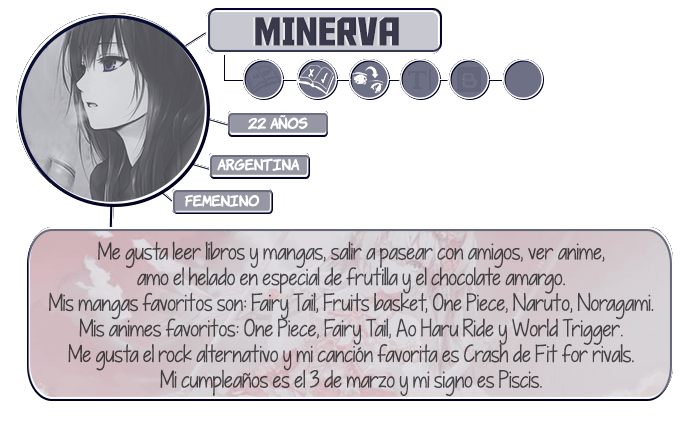 MINERVA
22 AÑOS
ARGENTINA
FEMENINO
Me gusta leer libros y mangas, salir a pasear con amigos, ver anime,
amo el helado en especial de frutilla y el chocolate amargo.
Mis mangas favoritos son: Fairy Tail, Fruits basket, One Piece, Naruto, Noragami.
Mis animes favoritos: One Piece, Fairy Tail, Ao Haru Ride y World Trigger.
Me gusta el rock alternativo y mi canción favorita es Crash de Fit for rivals.
Mi cumpleaños es el 3 de marzo y mi signo es Piscis.